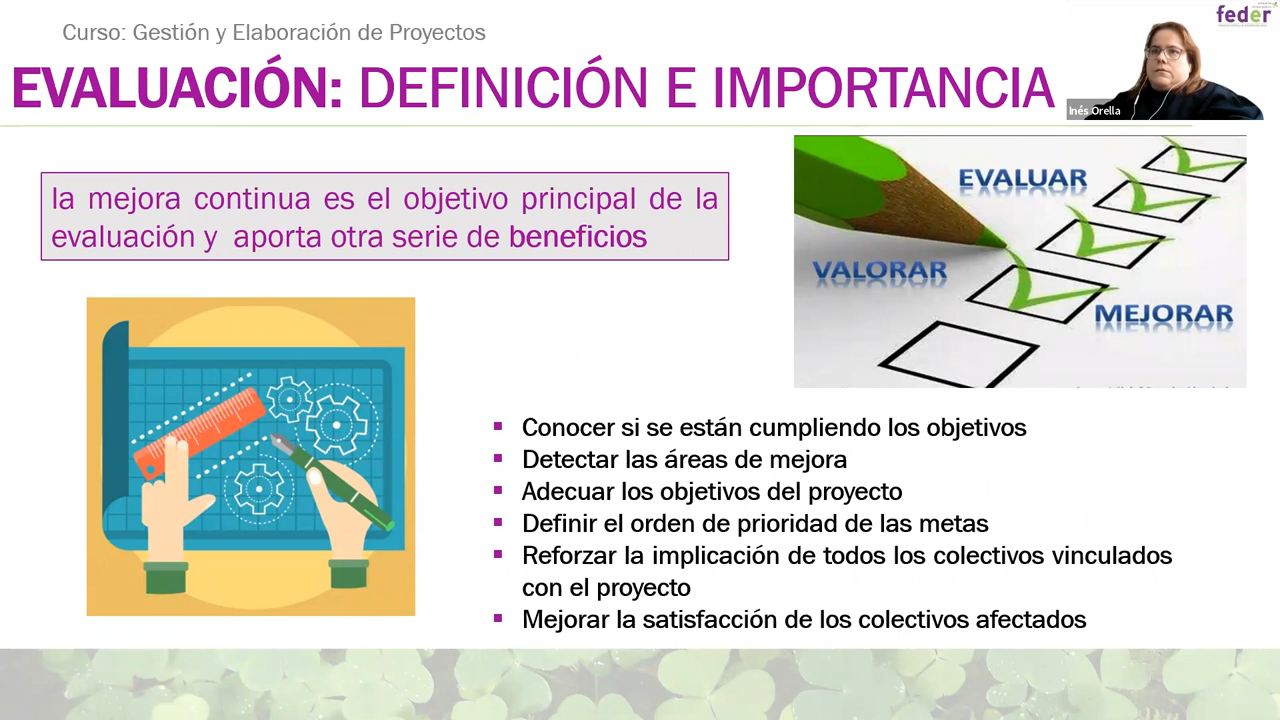 Curso: Gestión y Elaboración de Proyectos
feder
EVALUACIÓN: DEFINICIÓN E IMPORTANCIA
Inés Orella
la mejora continua es el objetivo principal de la
evaluación y aporta otra serie de beneficios
EVALUAR
VALORAR
MEJORAR
▪ Conocer si se están cumpliendo los objetivos
▪ Detectar las áreas de mejora
▪ Adecuar los objetivos del proyecto
▪ Definir el orden de prioridad de las metas
▪ Reforzar la implicación de todos los colectivos vinculados
con el proyecto
▪ Mejorar la satisfacción de los colectivos afectados